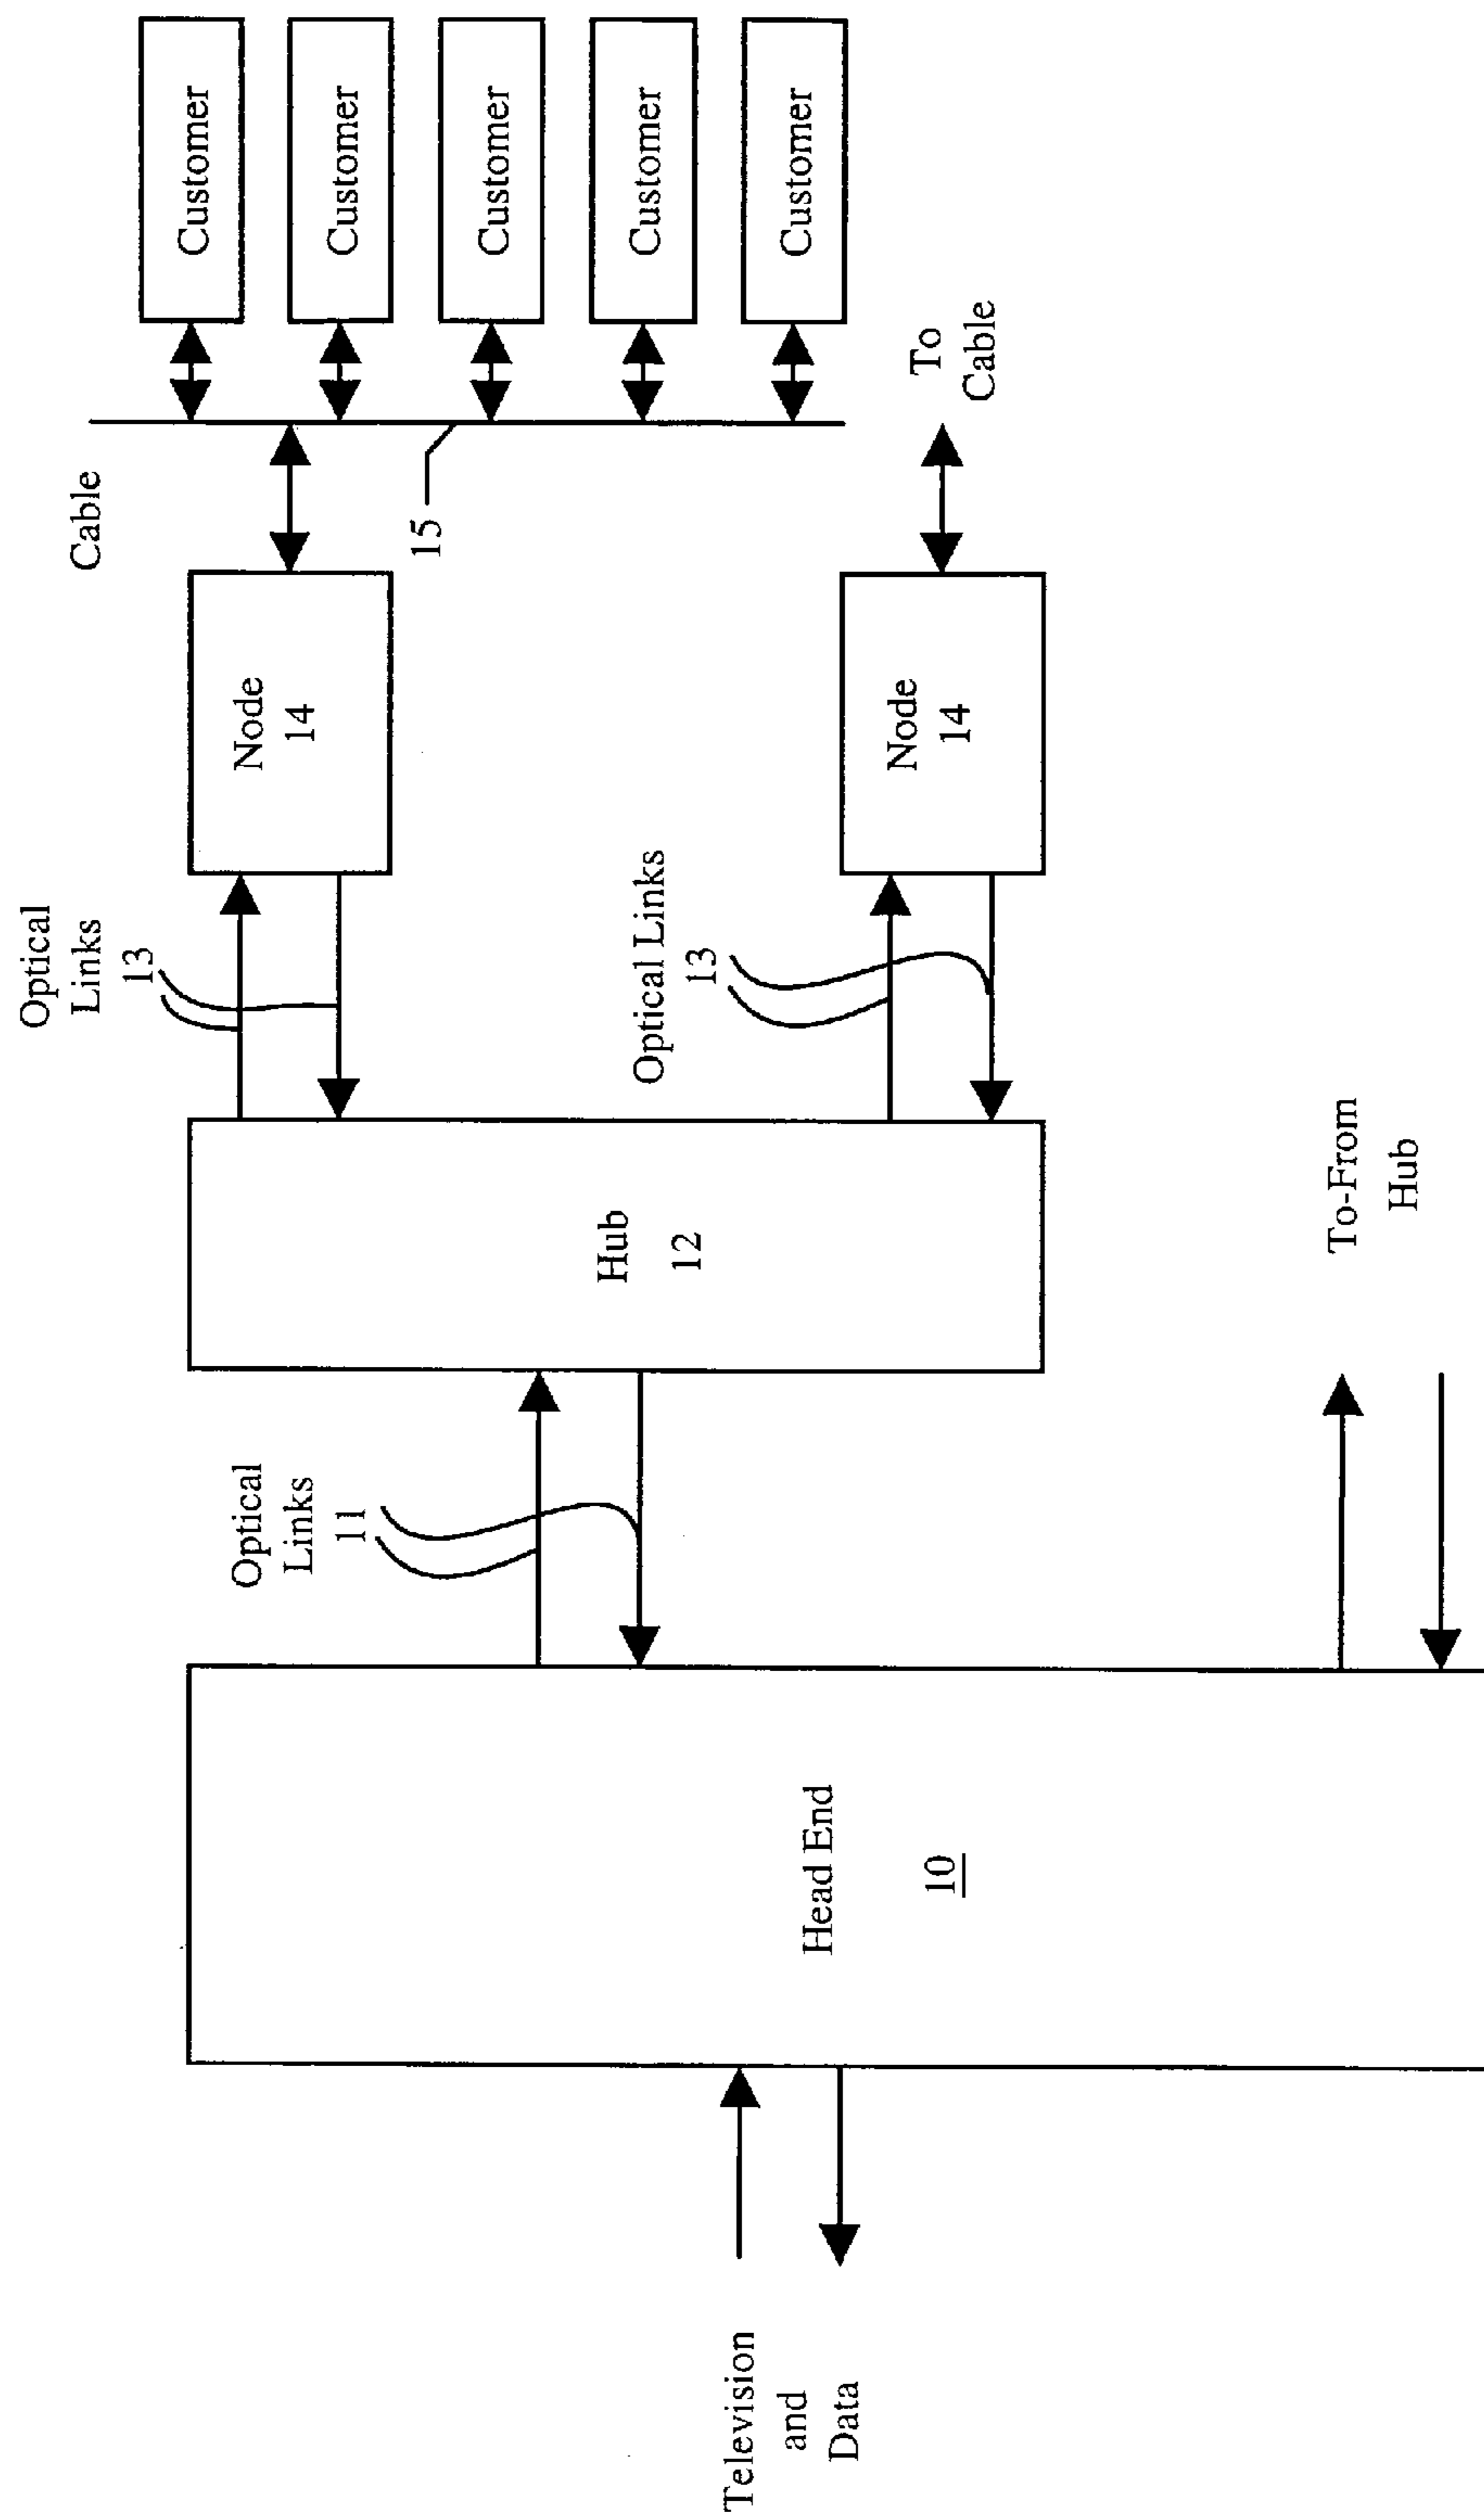 Television
and
Data
Head End
10
Optical
Links
11
To-From
Hub
Hub
12
Optical
Links
13
Optical Links
13
Node
14
Node
14
Cable
15
To
Cable
Customer
Customer
Customer
Customer
Customer